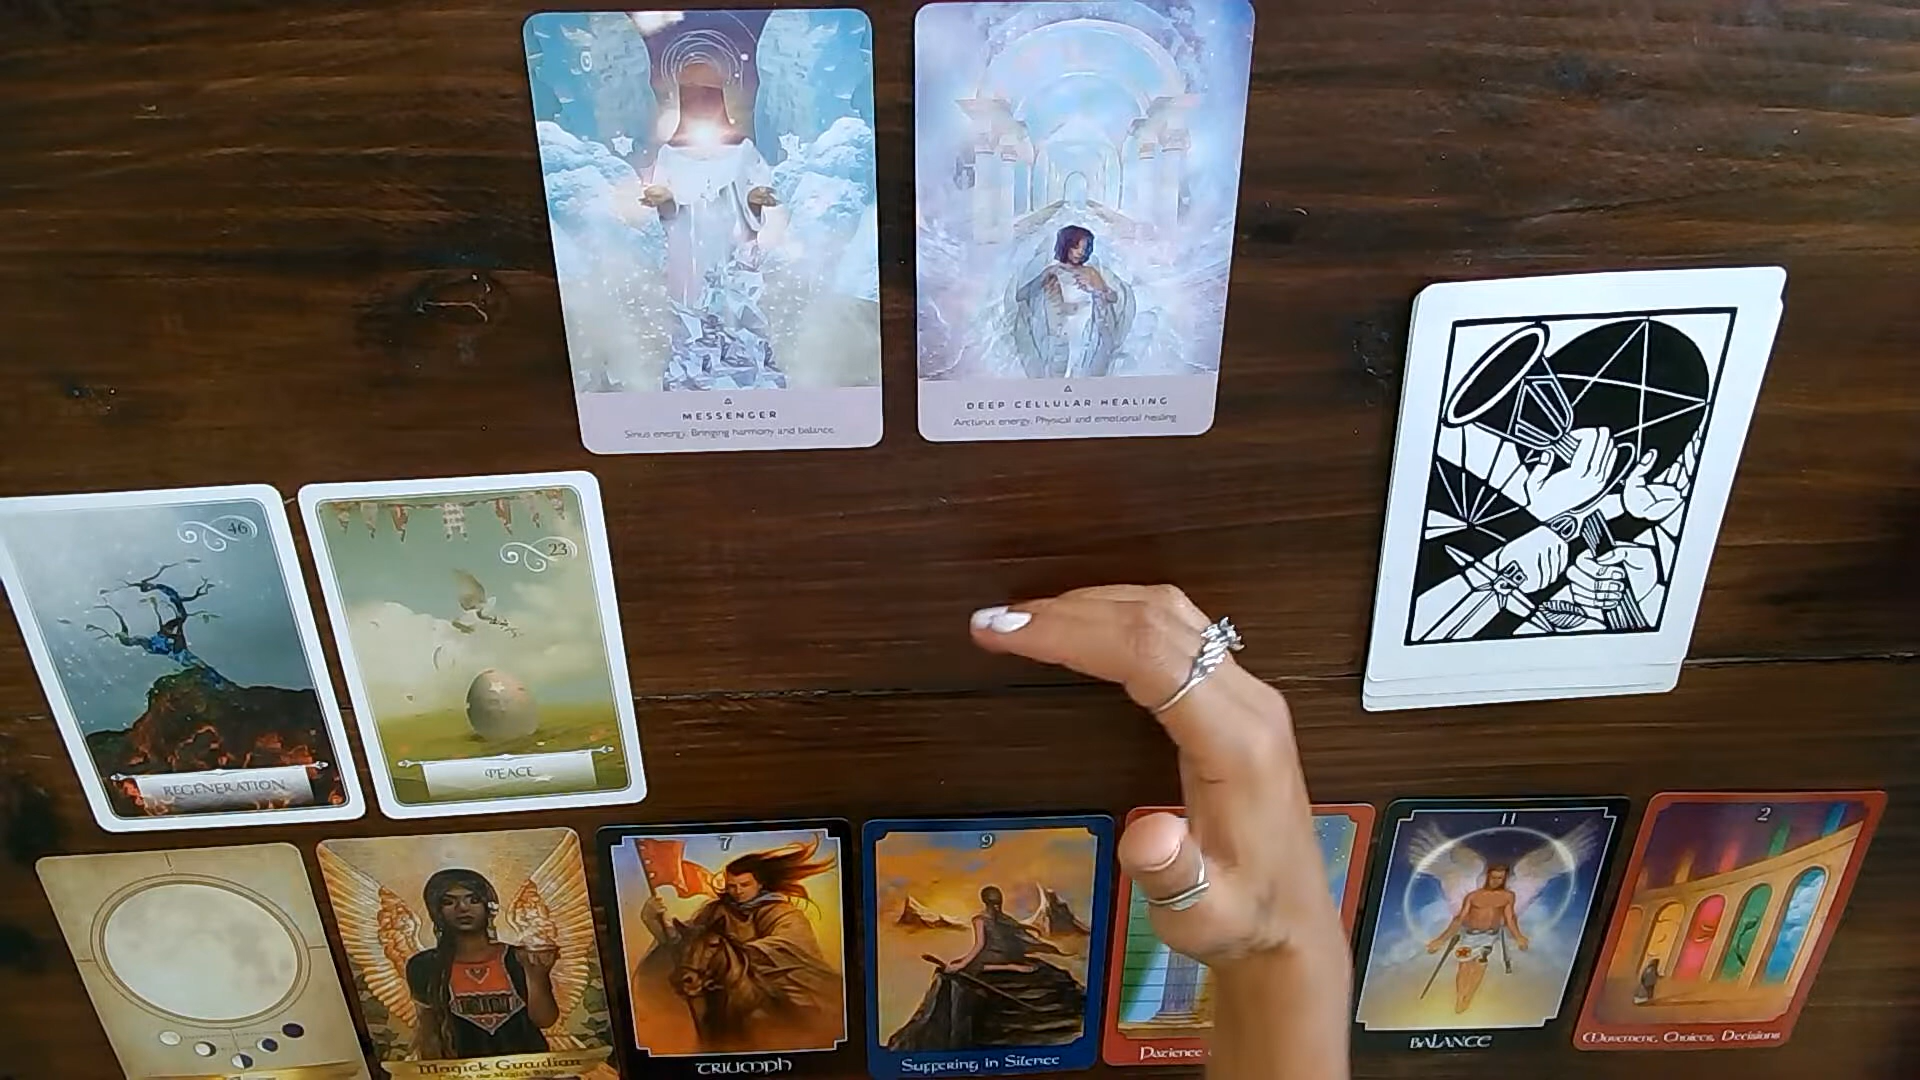 MESSENGER
Sirius energy. Bringing harmony and balance.
DEEP CELLULAR HEALING
Arcturus energy. Physical and emotional healing
46
REGENERATION
23
PEACE
Magick Guardian
7
TRIUMPH
9
Suffering in Silence
Patience
11
BALANCE
2
Movement, Choices, Decisions